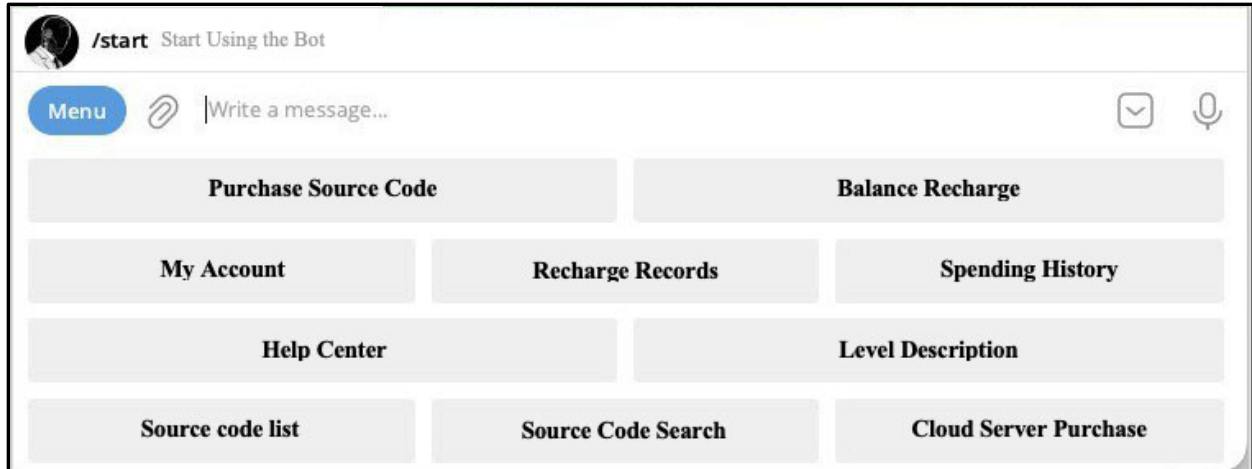 /start Start Using the Bot
Menu Write a message...
Purchase Source Code Balance Recharge
My Account Recharge Records Spending History
Help Center Level Description
Source code list Source Code Search Cloud Server Purchase